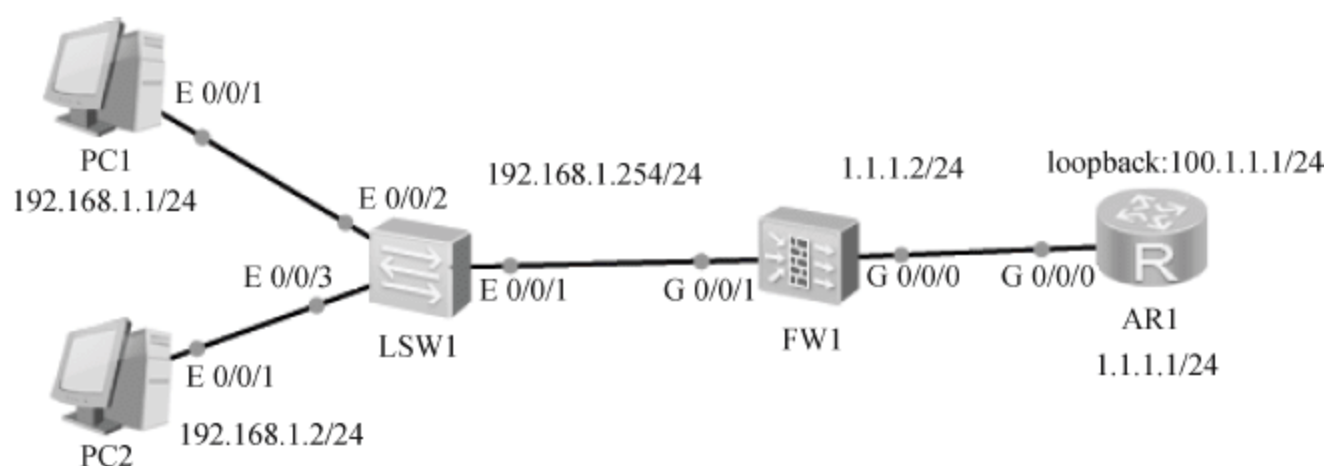 E 0/0/1
PC1
192.168.1.1/24
E 0/0/2
192.168.1.254/24
1.1.1.2/24
loopback:100.1.1.1/24
E 0/0/3
E 0/0/1
G 0/0/1
G 0/0/0
G 0/0/0
LSW1
FW1
AR1
1.1.1.1/24
E 0/0/1
192.168.1.2/24
PC2
R